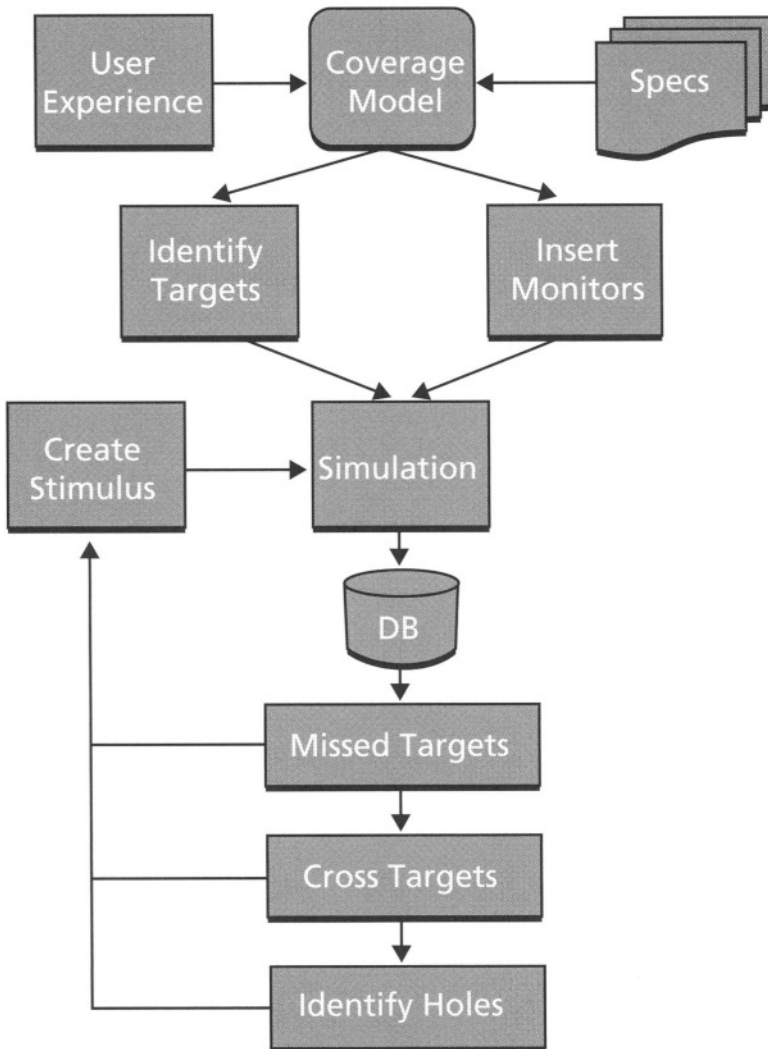 User
Experience
Coverage
Model
Specs
Identify
Targets
Insert
Monitors
Create
Stimulus
Simulation
DB
Missed Targets
Cross Targets
Identify Holes